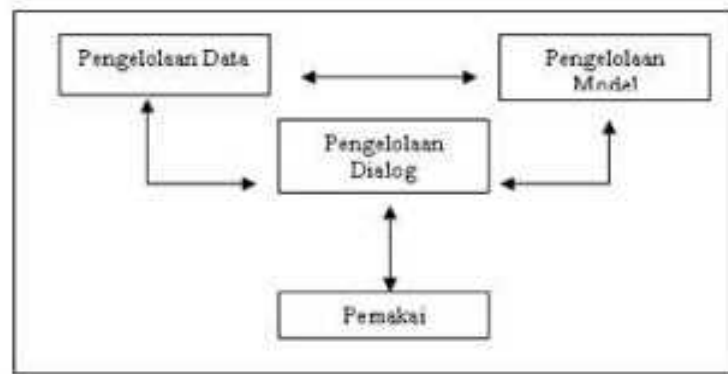 Pengelolaan Data
Pengelolaan
Model
Pengelolaan
Dialog
Pemakai